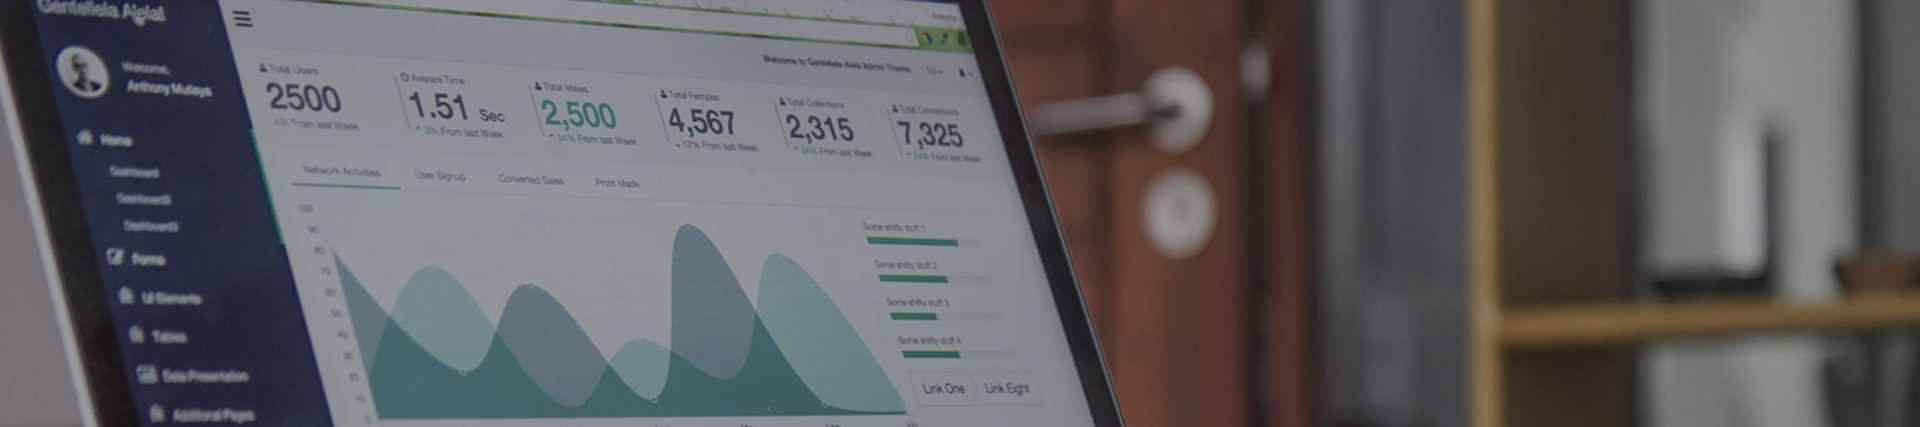 Gentellela Alela!
Anthony
Welcome to Gentellela Alela Admin Theme.
Welcome,
Anthony Mutisya
Total Users
2500
4% From last Week
Avarare Time
1.51 Sec
3% From last Week
Total Males
2,500
34% From last Week
Total Females
4,567
12% From last Week
Total Collections
2,315
34% From last Week
Total Connections
7,325
34% From last Week
Home
Dashboard
Dashboard2
Dashboard3
Forms
UI Elements
Tables
Data Presentation
Additional Pages
Network Activities
User Signup
Converted Sales
Profit Made
100
90
80
70
60
50
40
30
20
10
0
Some shitty stuff 1
Some shitty stuff 2
Some shitty stuff 3
Some shitty stuff 4
Link One
Link Eight